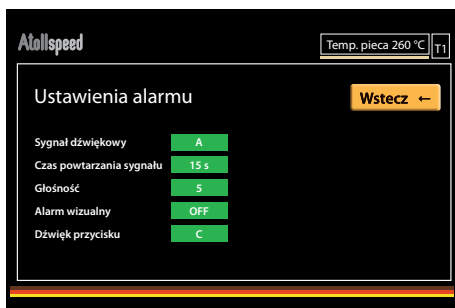 Atollspeed
Temp. pieca 260 °C T1
Ustawienia alarmu
Wstecz ←
Sygnał dźwiękowy A
Czas powtarzania sygnału 15 s
Głośność 5
Alarm wizualny OFF
Dźwięk przycisku C